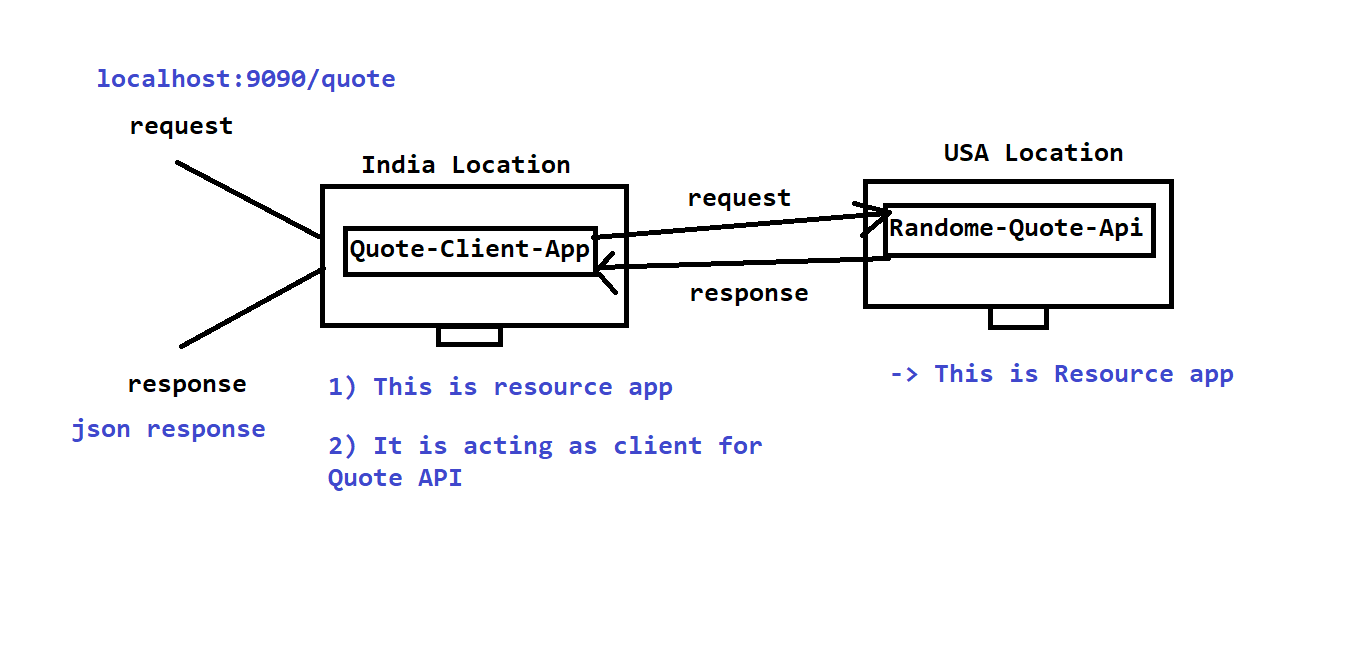 localhost:9090/quote
request
India Location
USA Location
request
Quote-Client-App
Randome-Quote-Api
response
response
json response
1) This is resource app
2) It is acting as client for
Quote API
-> This is Resource app